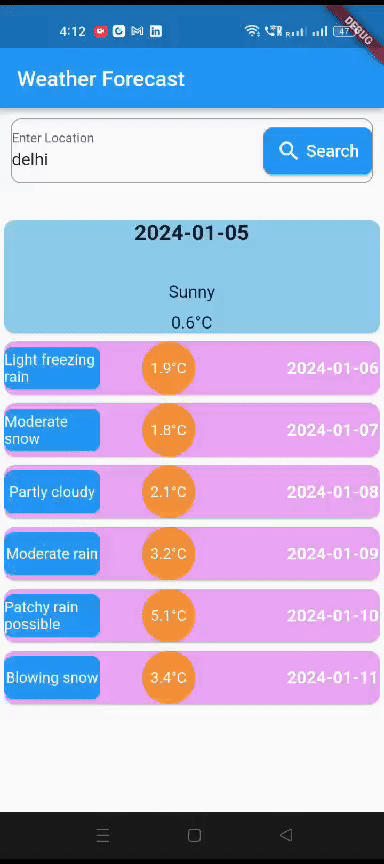 4:12
47
DEBUG
Weather Forecast
Enter Location
delhi
Search
2024-01-05
Sunny
0.6°C
Light freezing
rain
1.9°C
2024-01-06
Moderate
snow
1.8°C
2024-01-07
Partly cloudy
2.1°C
2024-01-08
Moderate rain
3.2°C
2024-01-09
Patchy rain
possible
5.1°C
2024-01-10
Blowing snow
3.4°C
2024-01-11